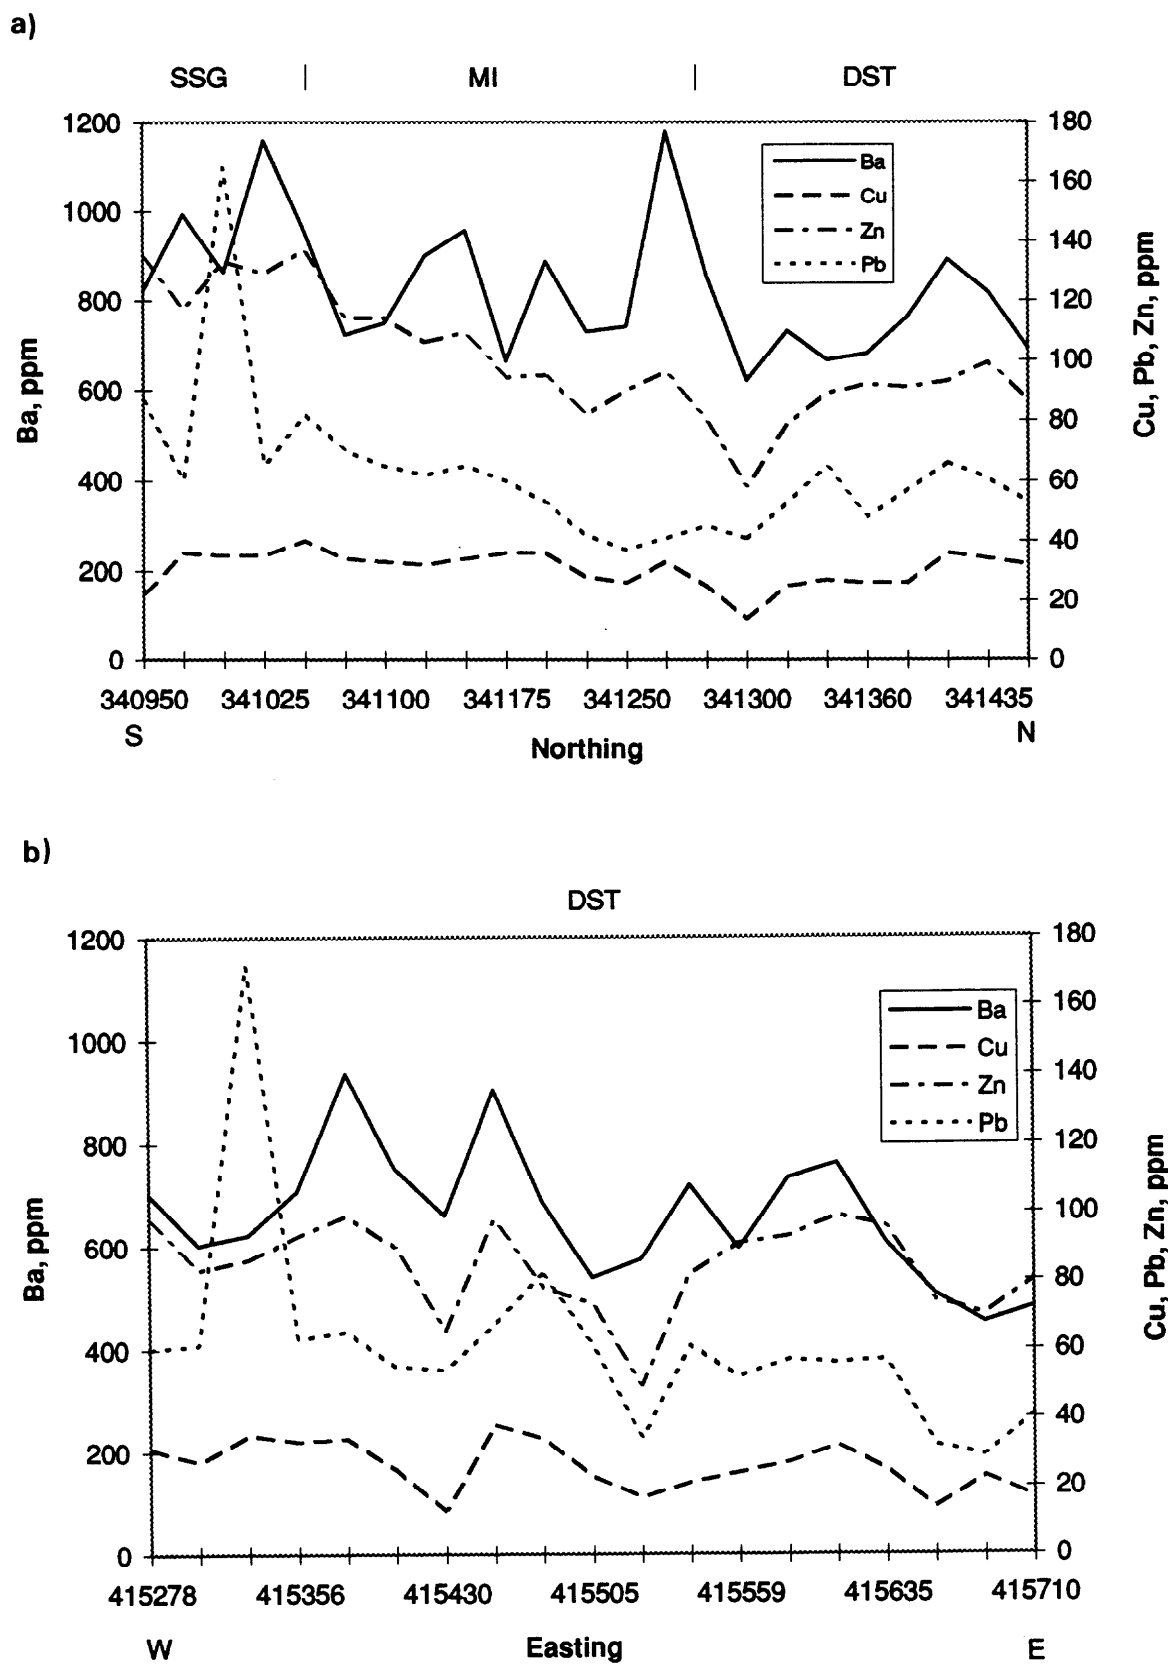 a)
SSG | MI | DST
1200 180
Ba
160
Cu
1000
140
Zn
Pb
800 120
100
600
80
400 60
40
200
20
0 0
Ba, ppm
Cu, Pb, Zn, ppm
340950 341025 341100 341175 341250 341300 341360 341435
S N
Northing
b)
DST
1200 180
160
Ba
1000
Cu
140
Zn
Pb
800 120
100
600
80
400 60
40
200
20
0 0
Ba, ppm
Cu, Pb, Zn, ppm
415278 415356 415430 415505 415559 415635 415710
W Easting E